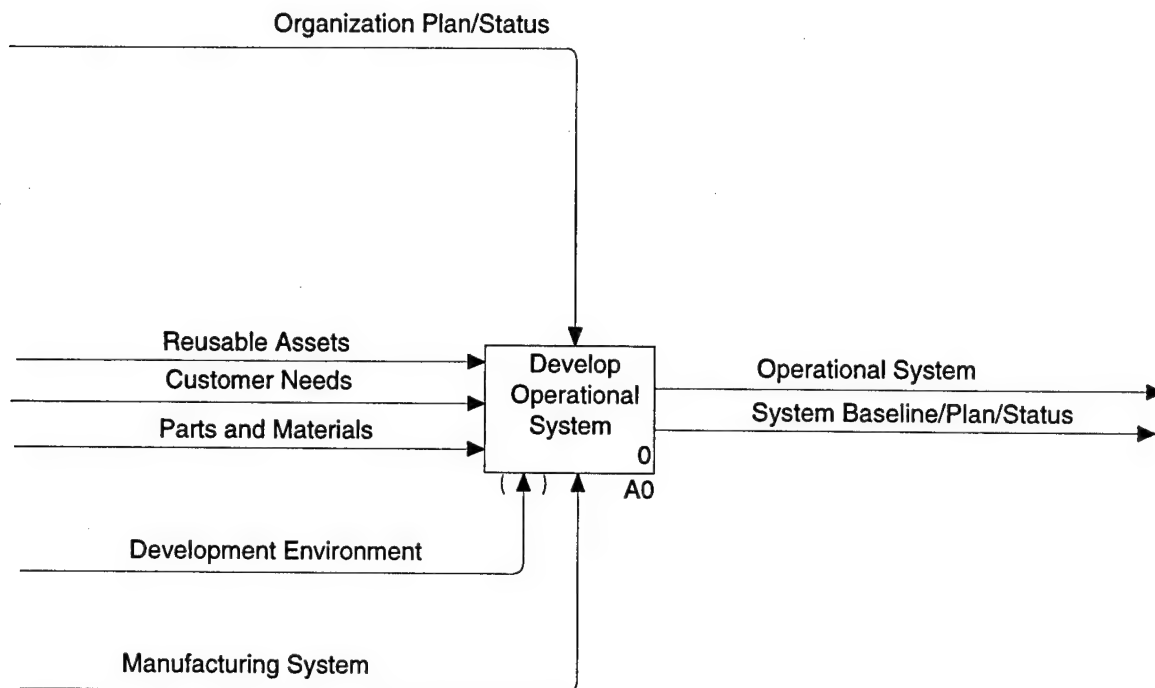 Organization Plan/Status
Reusable Assets
Customer Needs
Parts and Materials
Develop
Operational
System
0
A0
( )
Operational System
System Baseline/Plan/Status
Development Environment
Manufacturing System